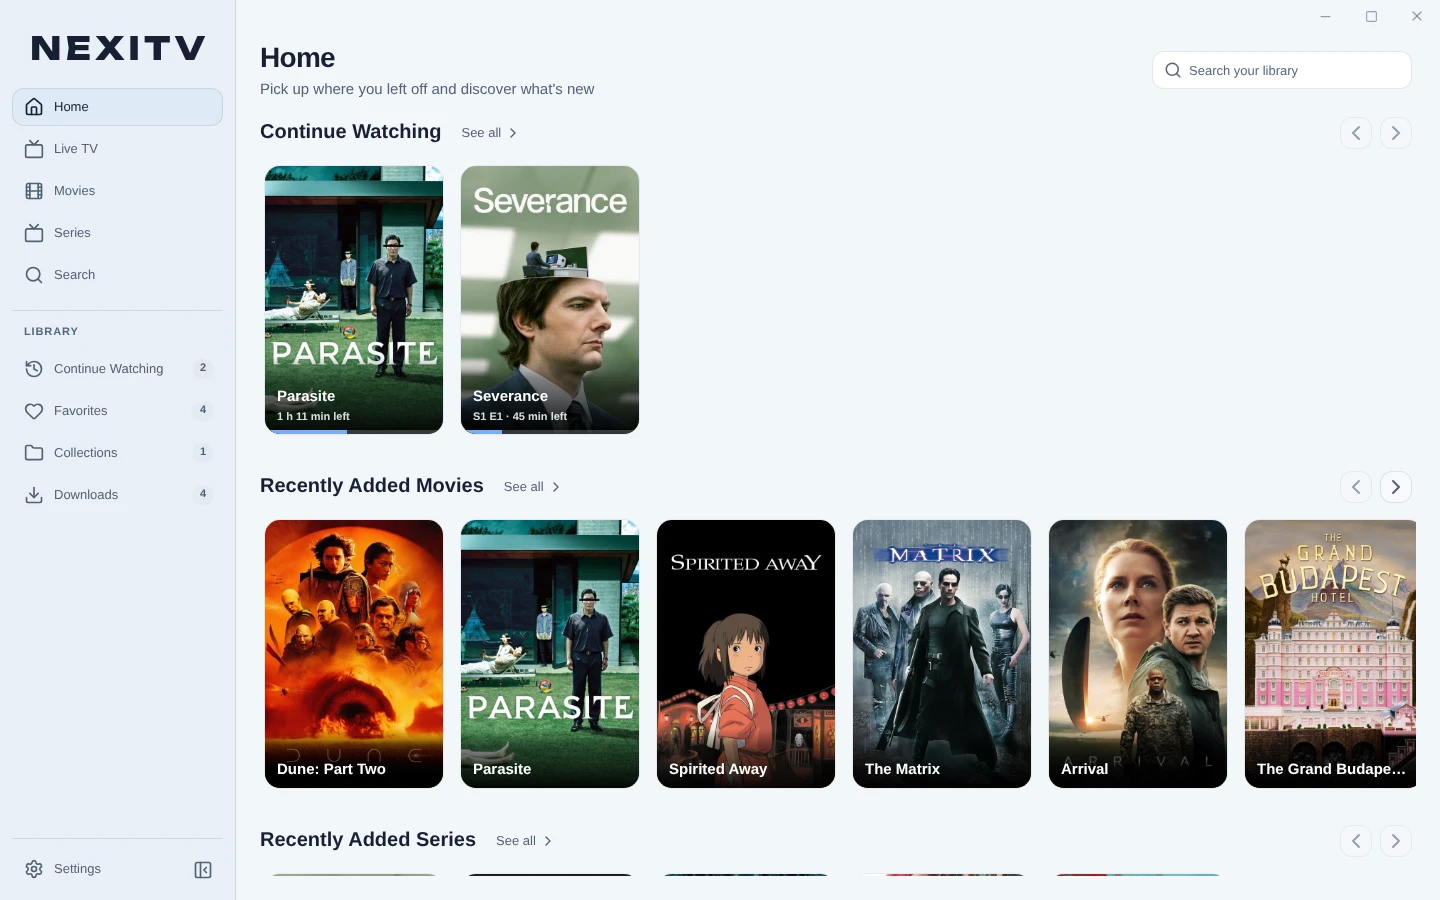 NEXITV
Home
Live TV
Movies
Series
Search
LIBRARY
Continue Watching 2
Favorites 4
Collections 1
Downloads 4
Settings
Home
Pick up where you left off and discover what's new
Search your library
Continue Watching See all
PARASITE
Parasite
1 h 11 min left
Severance
Severance
S1 E1 · 45 min left
Recently Added Movies See all
DUNE
Dune: Part Two
PARASITE
Parasite
SPIRITED AWAY
Spirited Away
MATRIX
The Matrix
ARRIVAL
Arrival
THE
GRAND
BUDAPEST
HOTEL
The Grand Budape...
Recently Added Series See all